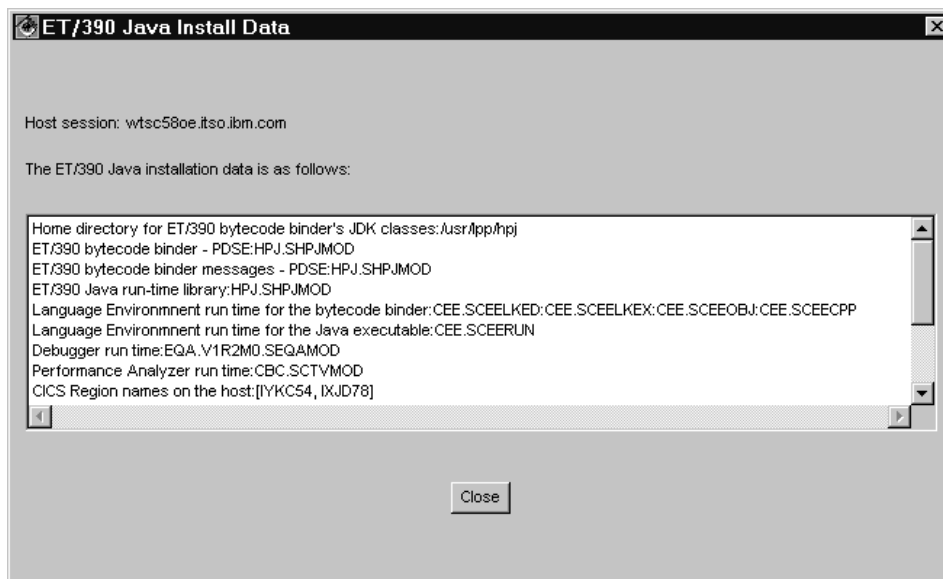 ET/390 Java Install Data
Host session: wtsc58oe.itso.ibm.com
The ET/390 Java installation data is as follows:
Home directory for ET/390 bytecode binder's JDK classes:/usr/lpp/hpj
ET/390 bytecode binder - PDSE:HPJ.SHPJMOD
ET/390 bytecode binder messages - PDSE:HPJ.SHPJMOD
ET/390 Java run-time library:HPJ.SHPJMOD
Language Environmnent run time for the bytecode binder:CEE.SCEELKED:CEE.SCEELKEX:CEE.SCEEOBJ:CEE.SCEECPP
Language Environmnent run time for the Java executable:CEE.SCEERUN
Debugger run time:EQA.V1R2M0.SEQAMOD
Performance Analyzer run time:CBC.SCTVMOD
CICS Region names on the host:[IYKC54, IXJD78]
Close